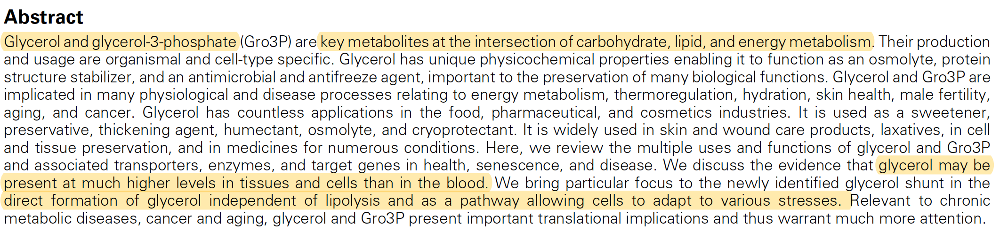 Abstract
Glycerol and glycerol-3-phosphate (Gro3P) are key metabolites at the intersection of carbohydrate, lipid, and energy metabolism. Their production
and usage are organismal and cell-type specific. Glycerol has unique physicochemical properties enabling it to function as an osmolyte, protein
structure stabilizer, and an antimicrobial and antifreeze agent, important to the preservation of many biological functions. Glycerol and Gro3P are
implicated in many physiological and disease processes relating to energy metabolism, thermoregulation, hydration, skin health, male fertility,
aging, and cancer. Glycerol has countless applications in the food, pharmaceutical, and cosmetics industries. It is used as a sweetener,
preservative, thickening agent, humectant, osmolyte, and cryoprotectant. It is widely used in skin and wound care products, laxatives, in cell
and tissue preservation, and in medicines for numerous conditions. Here, we review the multiple uses and functions of glycerol and Gro3P
and associated transporters, enzymes, and target genes in health, senescence, and disease. We discuss the evidence that glycerol may be
present at much higher levels in tissues and cells than in the blood. We bring particular focus to the newly identified glycerol shunt in the
direct formation of glycerol independent of lipolysis and as a pathway allowing cells to adapt to various stresses. Relevant to chronic
metabolic diseases, cancer and aging, glycerol and Gro3P present important translational implications and thus warrant much more attention.